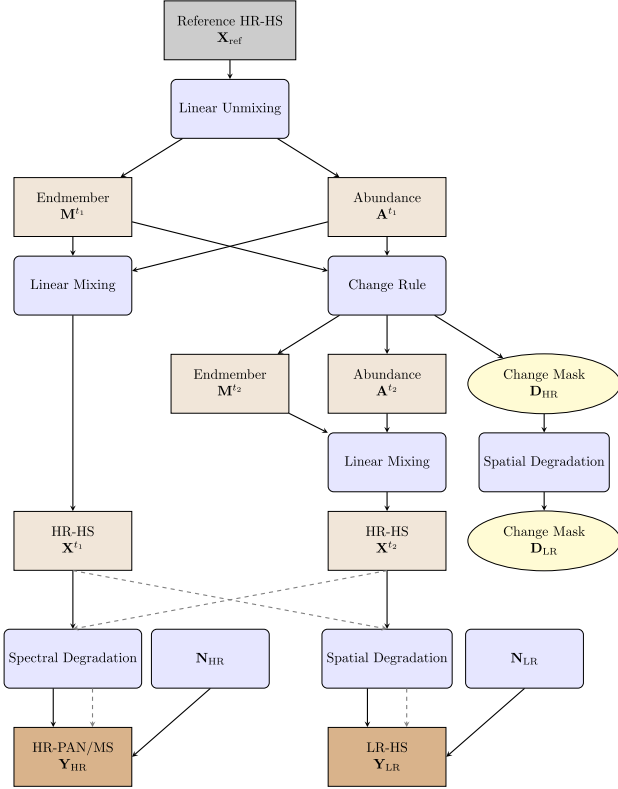 Reference HR-HS
X_ref
Linear Unmixing
Endmember
M^{t_1}
Abundance
A^{t_1}
Linear Mixing
Change Rule
Endmember
M^{t_2}
Abundance
A^{t_2}
Change Mask
D_HR
Linear Mixing
Spatial Degradation
HR-HS
X^{t_1}
HR-HS
X^{t_2}
Change Mask
D_LR
Spectral Degradation
N_HR
Spatial Degradation
N_LR
HR-PAN/MS
Y_HR
LR-HS
Y_LR